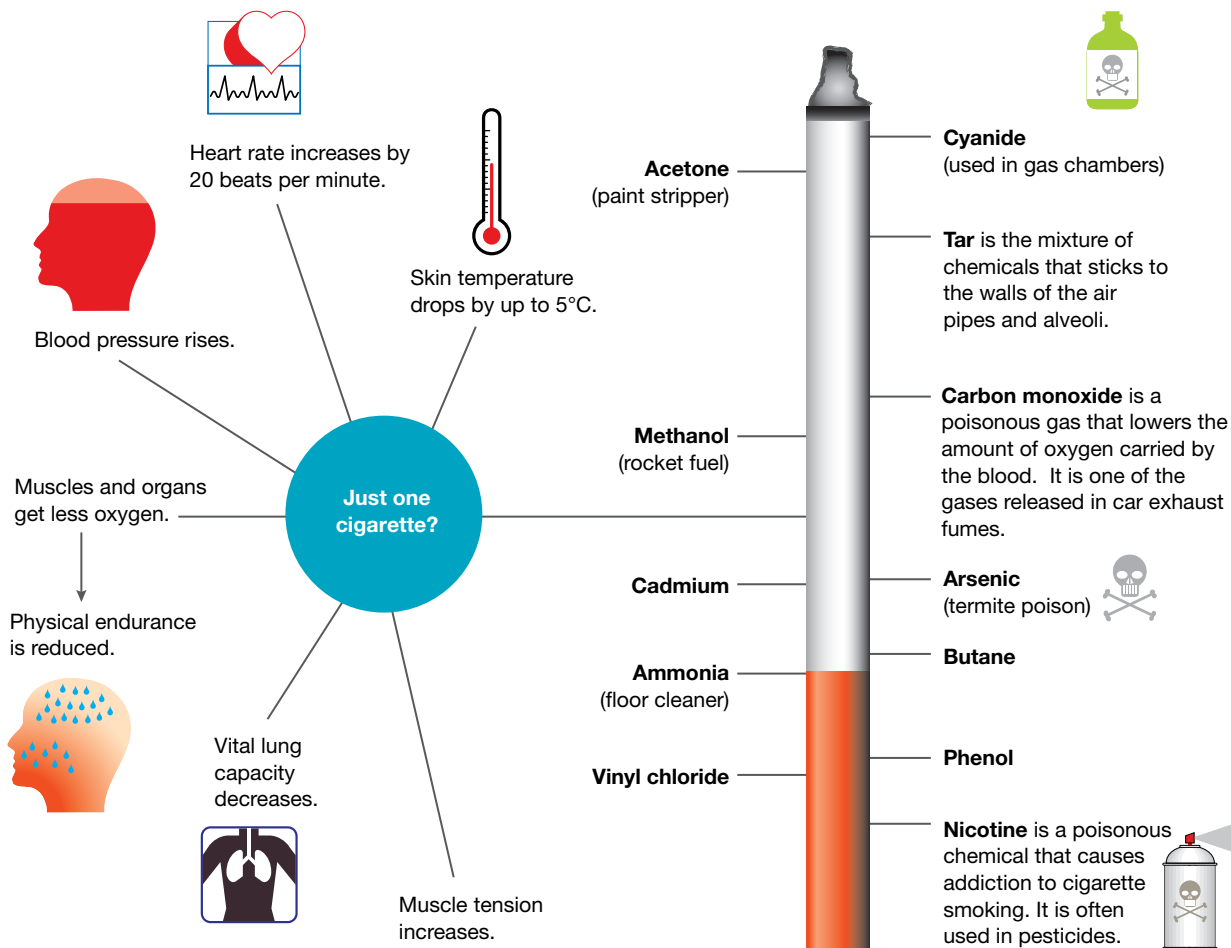 Heart rate increases by
20 beats per minute.
Skin temperature
drops by up to 5°C.
Blood pressure rises.
Muscles and organs
get less oxygen.
Physical endurance
is reduced.
Just one
cigarette?
Vital lung
capacity
decreases.
Muscle tension
increases.
Acetone
(paint stripper)
Methanol
(rocket fuel)
Cadmium
Ammonia
(floor cleaner)
Vinyl chloride
Cyanide
(used in gas chambers)
Tar is the mixture of
chemicals that sticks to
the walls of the air
pipes and alveoli.
Carbon monoxide is a
poisonous gas that lowers the
amount of oxygen carried by
the blood. It is one of the
gases released in car exhaust
fumes.
Arsenic
(termite poison)
Butane
Phenol
Nicotine is a poisonous
chemical that causes
addiction to cigarette
smoking. It is often
used in pesticides.